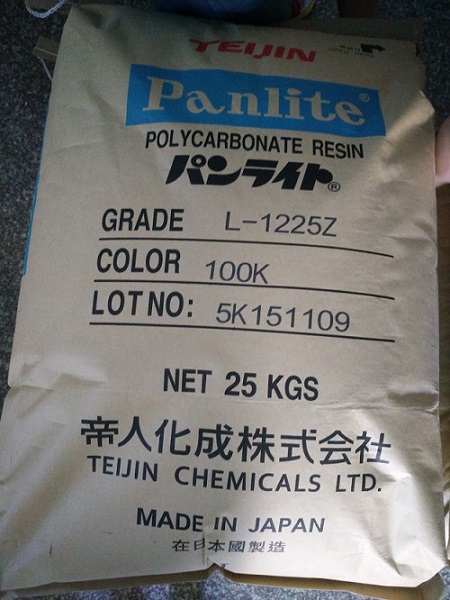 TEIJIN
Panlite®
POLYCARBONATE RESIN
パンライト®
GRADE L-1225Z
COLOR 100K
LOT NO: 5K151109
NET 25 KGS
帝人化成株式会社
TEIJIN CHEMICALS LTD.
MADE IN JAPAN
在日本國製造